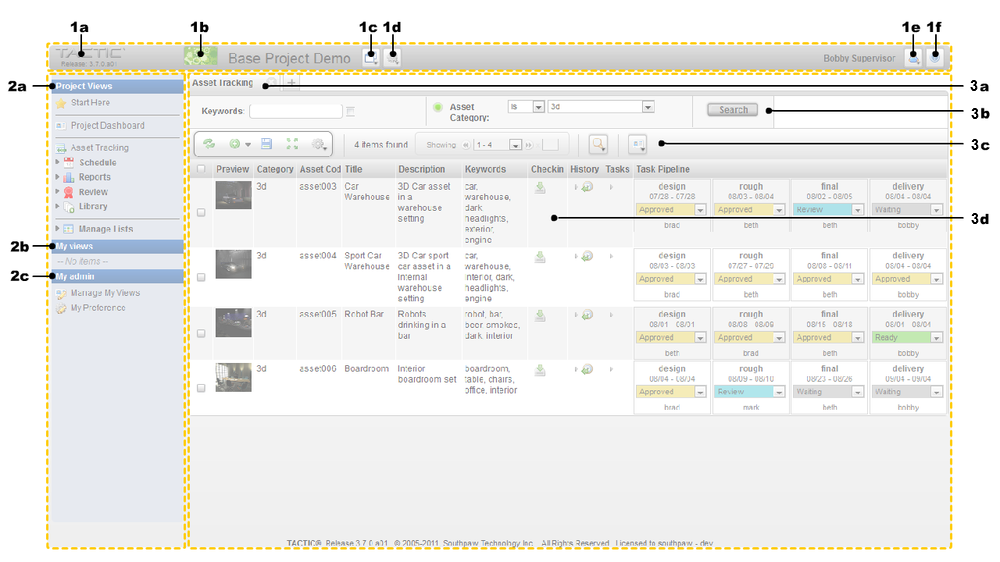 1a 1b 1c 1d 1e 1f
TACTIC
Release: 3.7.0.a01
Base Project Demo
Bobby Supervisor
2a
Project Views
Start Here
Project Dashboard
Asset Tracking
Schedule
Reports
Review
Library
Manage Lists
2b
My views
-- No items --
2c
My admin
Manage My Views
My Preference
Asset Tracking
3a
Keywords:
Asset Category:
is
3d
Search
3b
4 items found
Showing:
1 - 4
3c
Preview Category Asset Cod Title Description Keywords Checkin History Tasks Task Pipeline
3d asset003 Car Warehouse
3D Car asset in a warehouse setting
car, warehouse, dark headlights, exterior, engine
design rough final delivery
07/28 - 07/28 08/03 - 08/04 08/02 - 08/05 08/04 - 08/04
Approved Approved Review Waiting
brad beth beth bobby
3d
3d asset004 Sport Car Warehouse
3D Car sport car asset in a internal warehouse setting
car, warehouse, interior, dark, headlights, engine
design rough final delivery
08/03 - 08/03 07/27 - 07/29 08/08 - 08/11 08/04 - 08/04
Approved Approved Approved Approved
brad beth beth bobby
3d asset005 Robot Bar
Robots drinking in a bar
robot, bar, beer, smokes, dark, interior
design rough final delivery
08/01 - 08/01 08/08 - 08/09 08/15 - 08/18 08/01 - 08/04
Approved Approved Approved Ready
beth brad beth bobby
3d asset006 Boardroom
Interior boardroom set
boardroom, table, chairs, office, interior
design rough final delivery
08/04 - 08/04 08/09 - 08/10 08/23 - 08/26 09/04 - 09/04
Approved Review Waiting Waiting
brad mark beth bobby
TACTIC® Release 3.7.0.a01 © 2005-2011, Southpaw Technology Inc. All Rights Reserved. Licensed to southpaw - dev